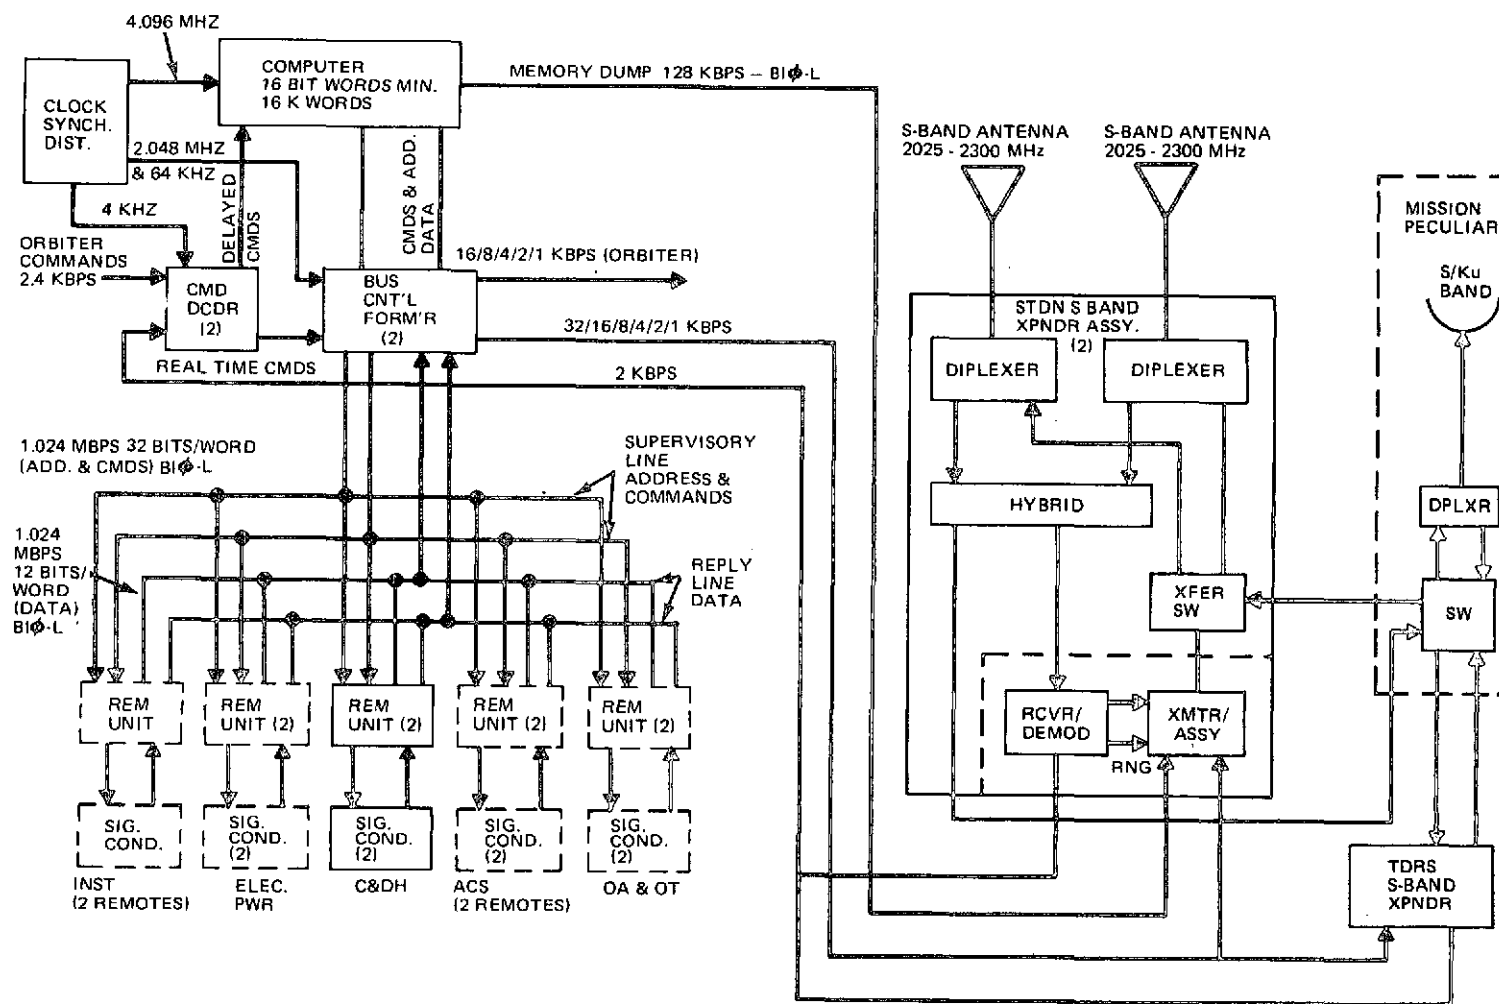 4.096 MHZ
CLOCK
SYNCH.
DIST.
COMPUTER
16 BIT WORDS MIN.
16 K WORDS
MEMORY DUMP 128 KBPS – BIϕ-L
2.048 MHZ
& 64 KHZ
4 KHZ
DELAYED
CMDS
CMDS & ADD.
DATA
ORBITER
COMMANDS
2.4 KBPS
CMD
DCDR
(2)
BUS
CNT'L
FORM'R
(2)
16/8/4/2/1 KBPS (ORBITER)
32/16/8/4/2/1 KBPS
REAL TIME CMDS
2 KBPS
1.024 MBPS 32 BITS/WORD
(ADD. & CMDS) BIϕ-L
SUPERVISORY
LINE
ADDRESS &
COMMANDS
1.024
MBPS
12 BITS/
WORD
(DATA)
BIϕ-L
REPLY
LINE
DATA
REM
UNIT
REM
UNIT (2)
REM
UNIT (2)
REM
UNIT (2)
REM
UNIT (2)
SIG.
COND.
SIG.
COND.
(2)
SIG.
COND.
(2)
SIG.
COND.
(2)
SIG.
COND.
(2)
INST
(2 REMOTES)
ELEC.
PWR
C&DH
ACS
(2 REMOTES)
OA & OT
S-BAND ANTENNA
2025 - 2300 MHz
S-BAND ANTENNA
2025 - 2300 MHz
STDN S BAND
XPNDR ASSY.
(2)
DIPLEXER
DIPLEXER
HYBRID
XFER
SW
RCVR/
DEMOD
XMTR/
ASSY
RNG
MISSION
PECULIAR
S/Ku
BAND
DPLXR
SW
TDRS
S-BAND
XPNDR